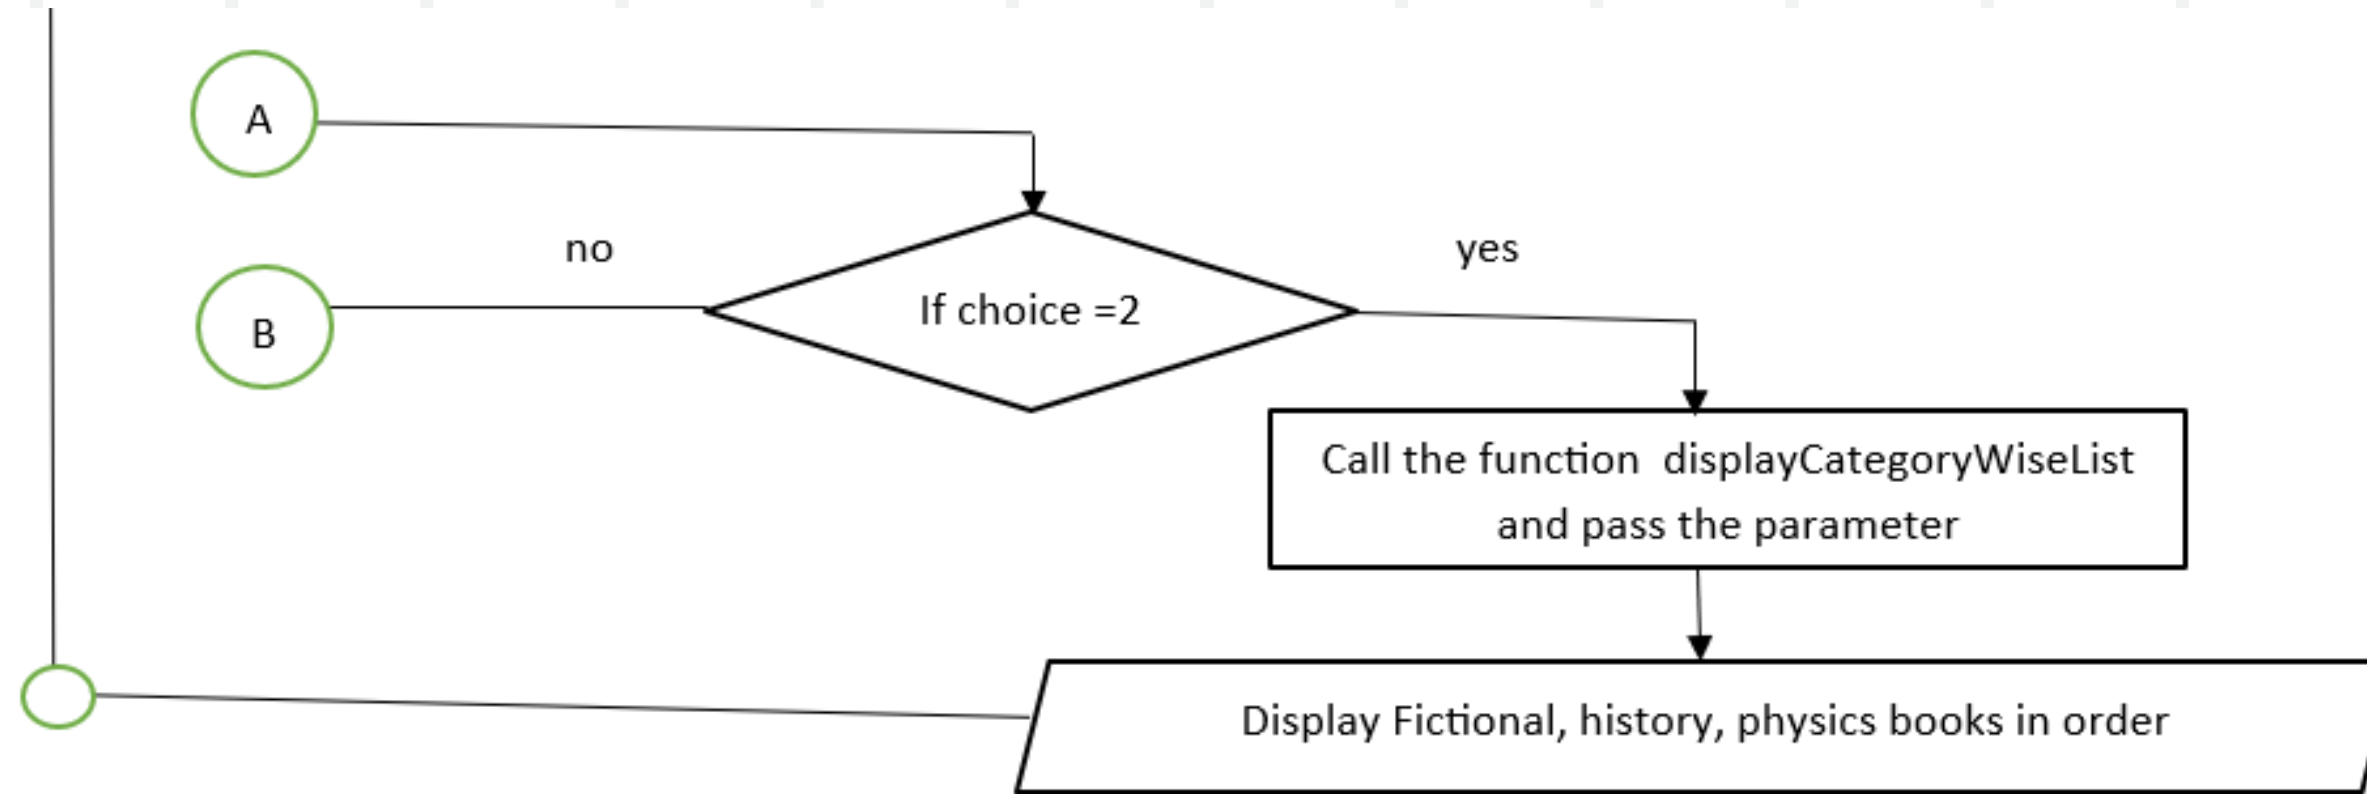 A
no
yes
If choice =2
B
Call the function  displayCategoryWiseList
and pass the parameter
Display Fictional, history, physics books in order